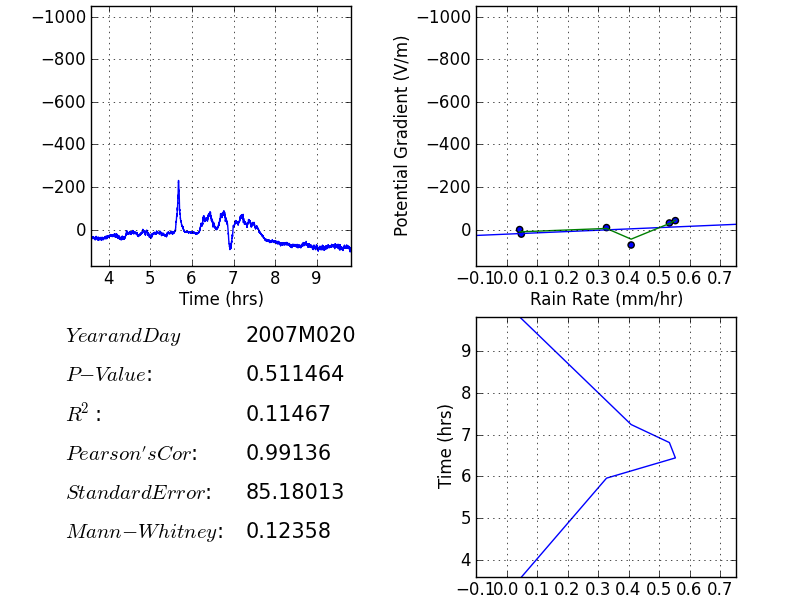 −1000
−800
−600
−400
−200
0
4 5 6 7 8 9
Time (hrs)
Potential Gradient (V/m)
−1000
−800
−600
−400
−200
0
−0.1 0.0 0.1 0.2 0.3 0.4 0.5 0.6 0.7
Rain Rate (mm/hr)
YearandDay 2007M020
P−Value: 0.511464
R²: 0.11467
Pearson'sCor: 0.99136
StandardError: 85.18013
Mann−Whitney: 0.12358
Time (hrs)
9
8
7
6
5
4
−0.1 0.0 0.1 0.2 0.3 0.4 0.5 0.6 0.7